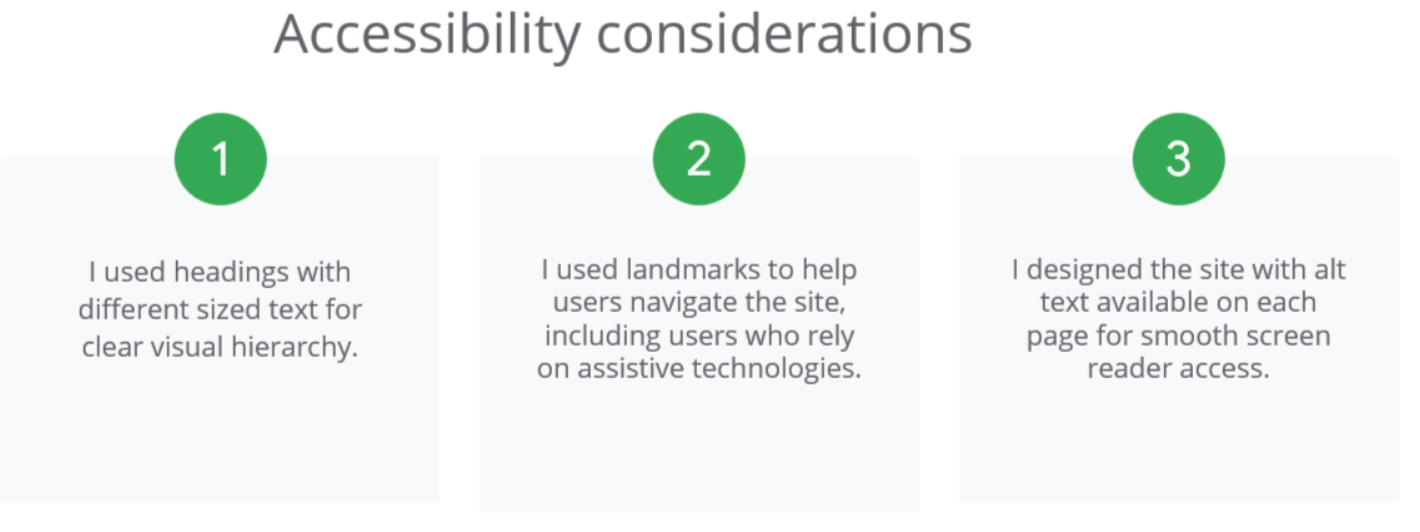 Accessibility considerations
1
I used headings with
different sized text for
clear visual hierarchy.
2
I used landmarks to help
users navigate the site,
including users who rely
on assistive technologies.
3
I designed the site with alt
text available on each
page for smooth screen
reader access.